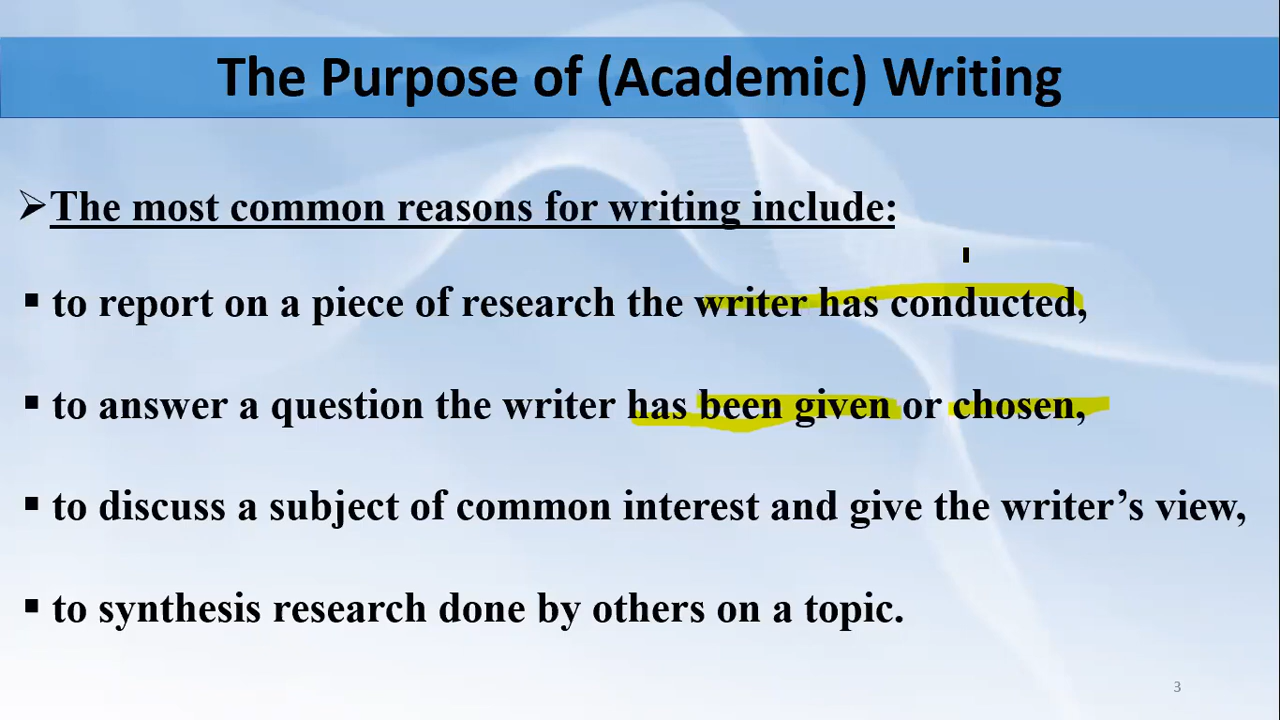 The Purpose of (Academic) Writing
➢The most common reasons for writing include:
▪ to report on a piece of research the writer has conducted,
▪ to answer a question the writer has been given or chosen,
▪ to discuss a subject of common interest and give the writer’s view,
▪ to synthesis research done by others on a topic.
3